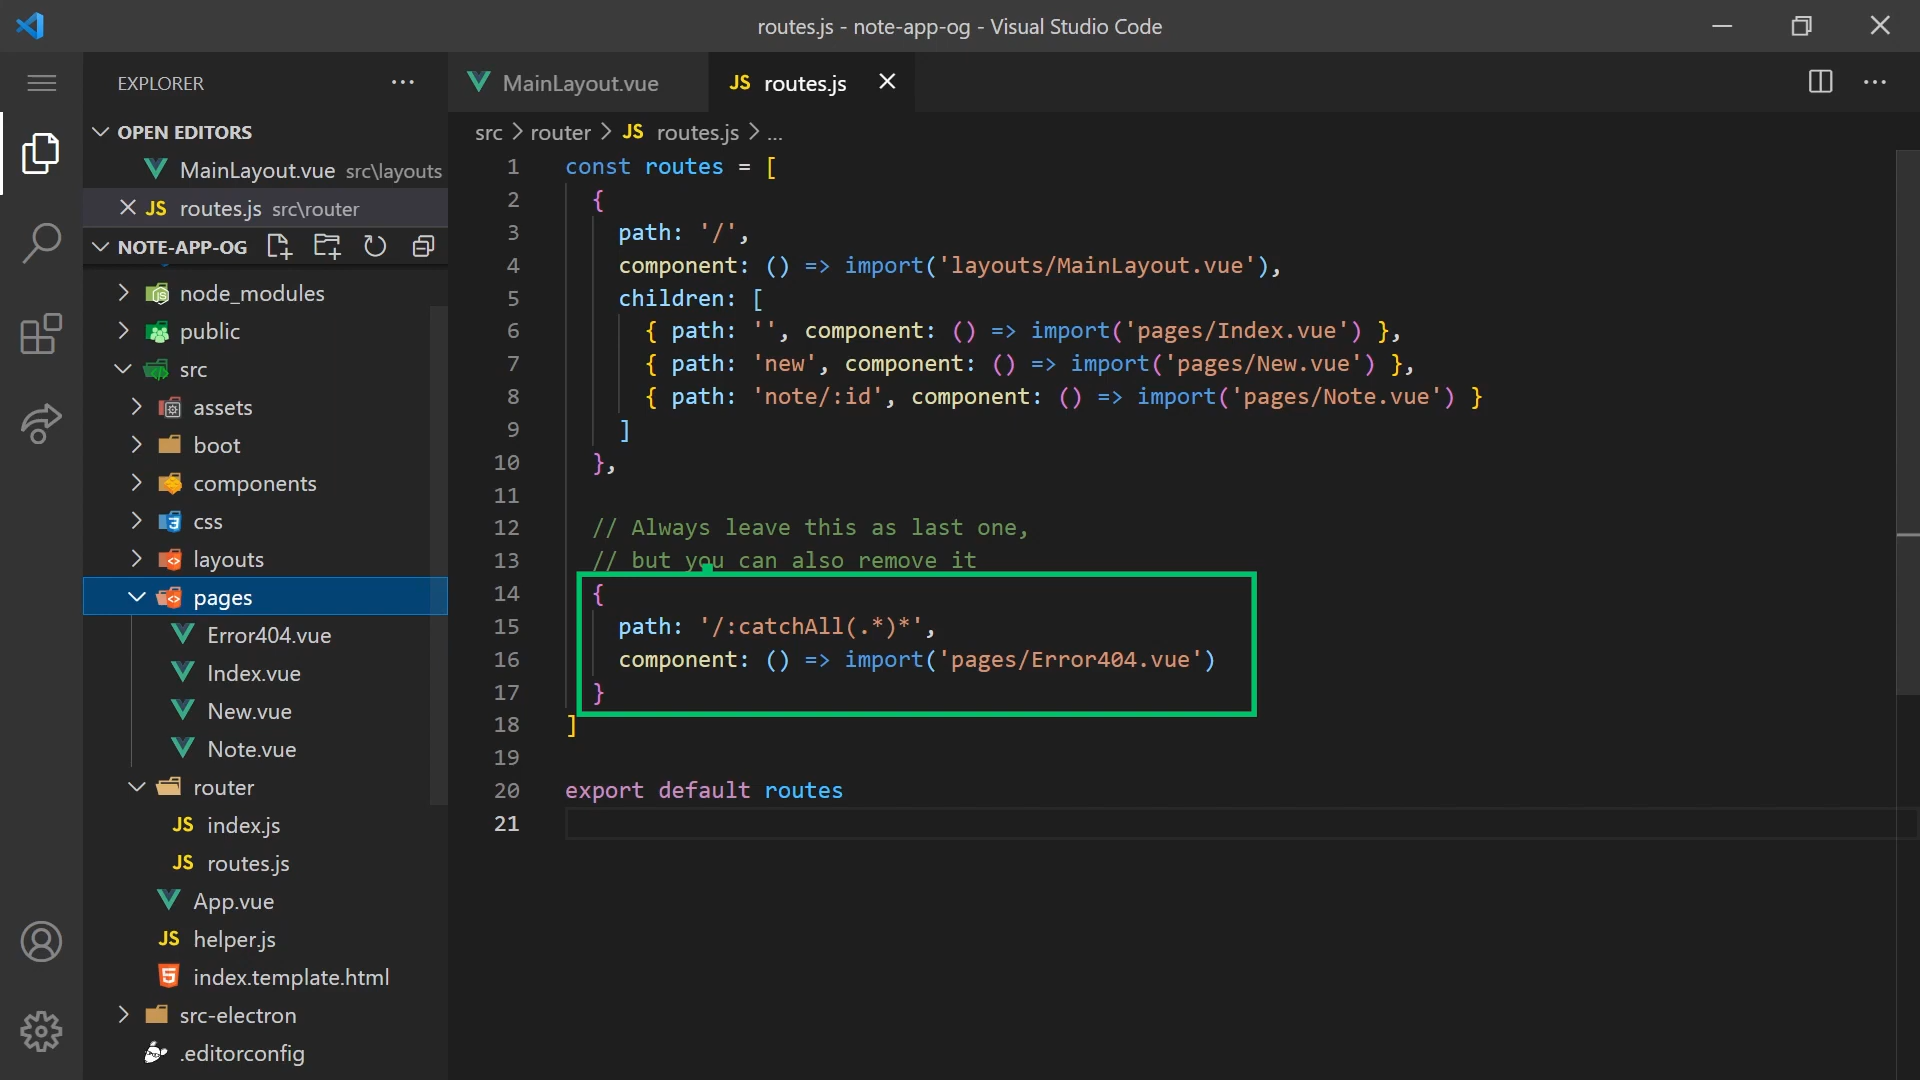 routes.js - note-app-og - Visual Studio Code
EXPLORER
OPEN EDITORS
MainLayout.vue src\layouts
JS routes.js src\router
NOTE-APP-OG
node_modules
public
src
assets
boot
components
css
layouts
pages
Error404.vue
Index.vue
New.vue
Note.vue
router
JS index.js
JS routes.js
App.vue
JS helper.js
index.template.html
src-electron
.editorconfig
MainLayout.vue
JS routes.js
src > router > JS routes.js > ...
1 const routes = [
2 {
3 path: '/',
4 component: () => import('layouts/MainLayout.vue'),
5 children: [
6 { path: '', component: () => import('pages/Index.vue') },
7 { path: 'new', component: () => import('pages/New.vue') },
8 { path: 'note/:id', component: () => import('pages/Note.vue') }
9 ]
10 },
11
12 // Always leave this as last one,
13 // but you can also remove it
14 {
15 path: '/:catchAll(.*)*',
16 component: () => import('pages/Error404.vue')
17 }
18 ]
19
20 export default routes
21